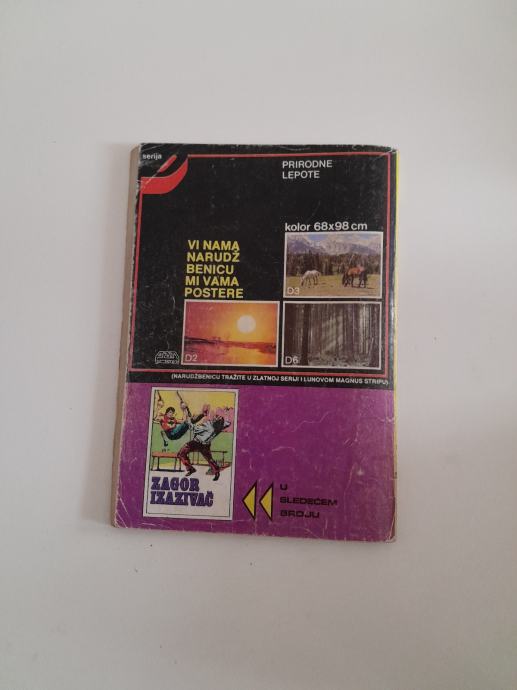 serija
PRIRODNE
LEPOTE
kolor 68x98 cm
VI NAMA
NARUDŽ
BENICU
MI VAMA
POSTERE
D3
D2
D6
(NARUDŽBENICU TRAŽITE U ZLATNOJ SERIJI I LUNOVOM MAGNUS STRIPU)
ZAGOR
IZAZIVAČ
U
SLEDEĆEM
BROJU